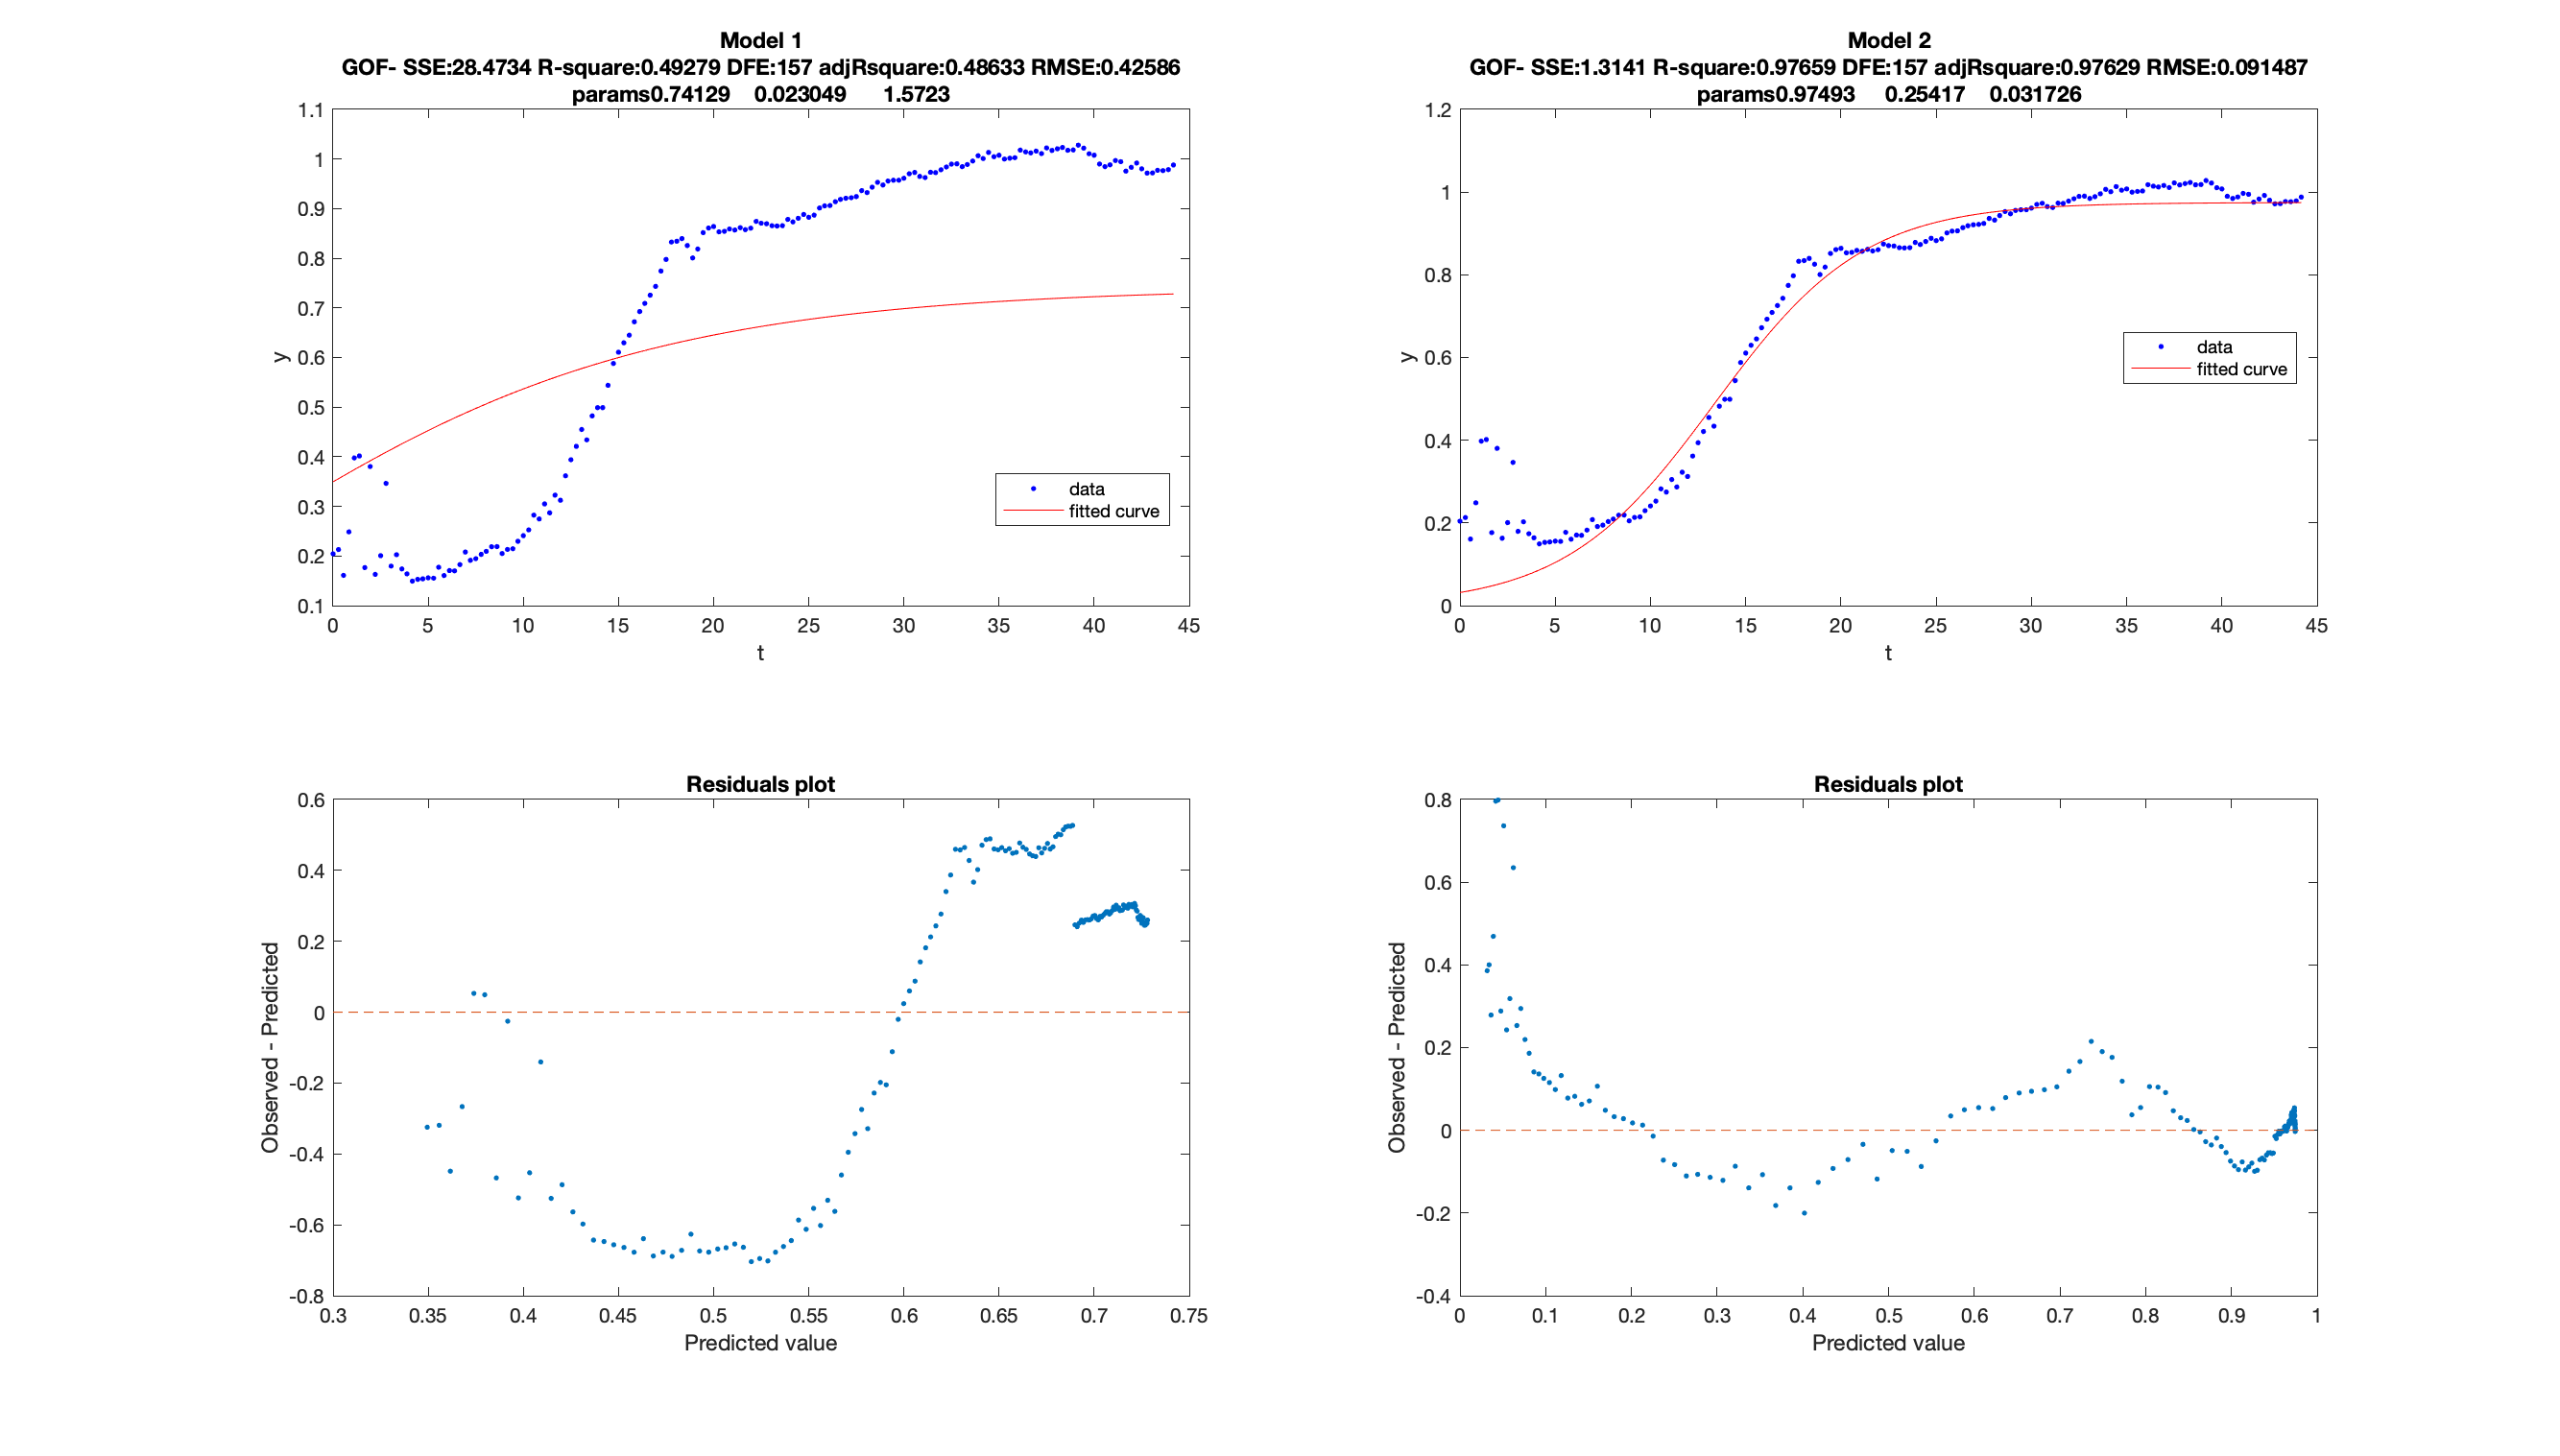 Model 1
GOF- SSE:28.4734 R-square:0.49279 DFE:157 adjRsquare:0.48633 RMSE:0.42586
params0.74129 0.023049 1.5723
1.1
1
0.9
0.8
0.7
0.6
0.5
0.4
0.3
0.2
0.1
y
data
fitted curve
0 5 10 15 20 25 30 35 40 45
t
Model 2
GOF- SSE:1.3141 R-square:0.97659 DFE:157 adjRsquare:0.97629 RMSE:0.091487
params0.97493 0.25417 0.031726
1.2
1
0.8
0.6
0.4
0.2
0
y
data
fitted curve
0 5 10 15 20 25 30 35 40 45
t
Residuals plot
0.6
0.4
0.2
0
-0.2
-0.4
-0.6
-0.8
Observed - Predicted
0.3 0.35 0.4 0.45 0.5 0.55 0.6 0.65 0.7 0.75
Predicted value
Residuals plot
0.8
0.6
0.4
0.2
0
-0.2
-0.4
Observed - Predicted
0 0.1 0.2 0.3 0.4 0.5 0.6 0.7 0.8 0.9 1
Predicted value